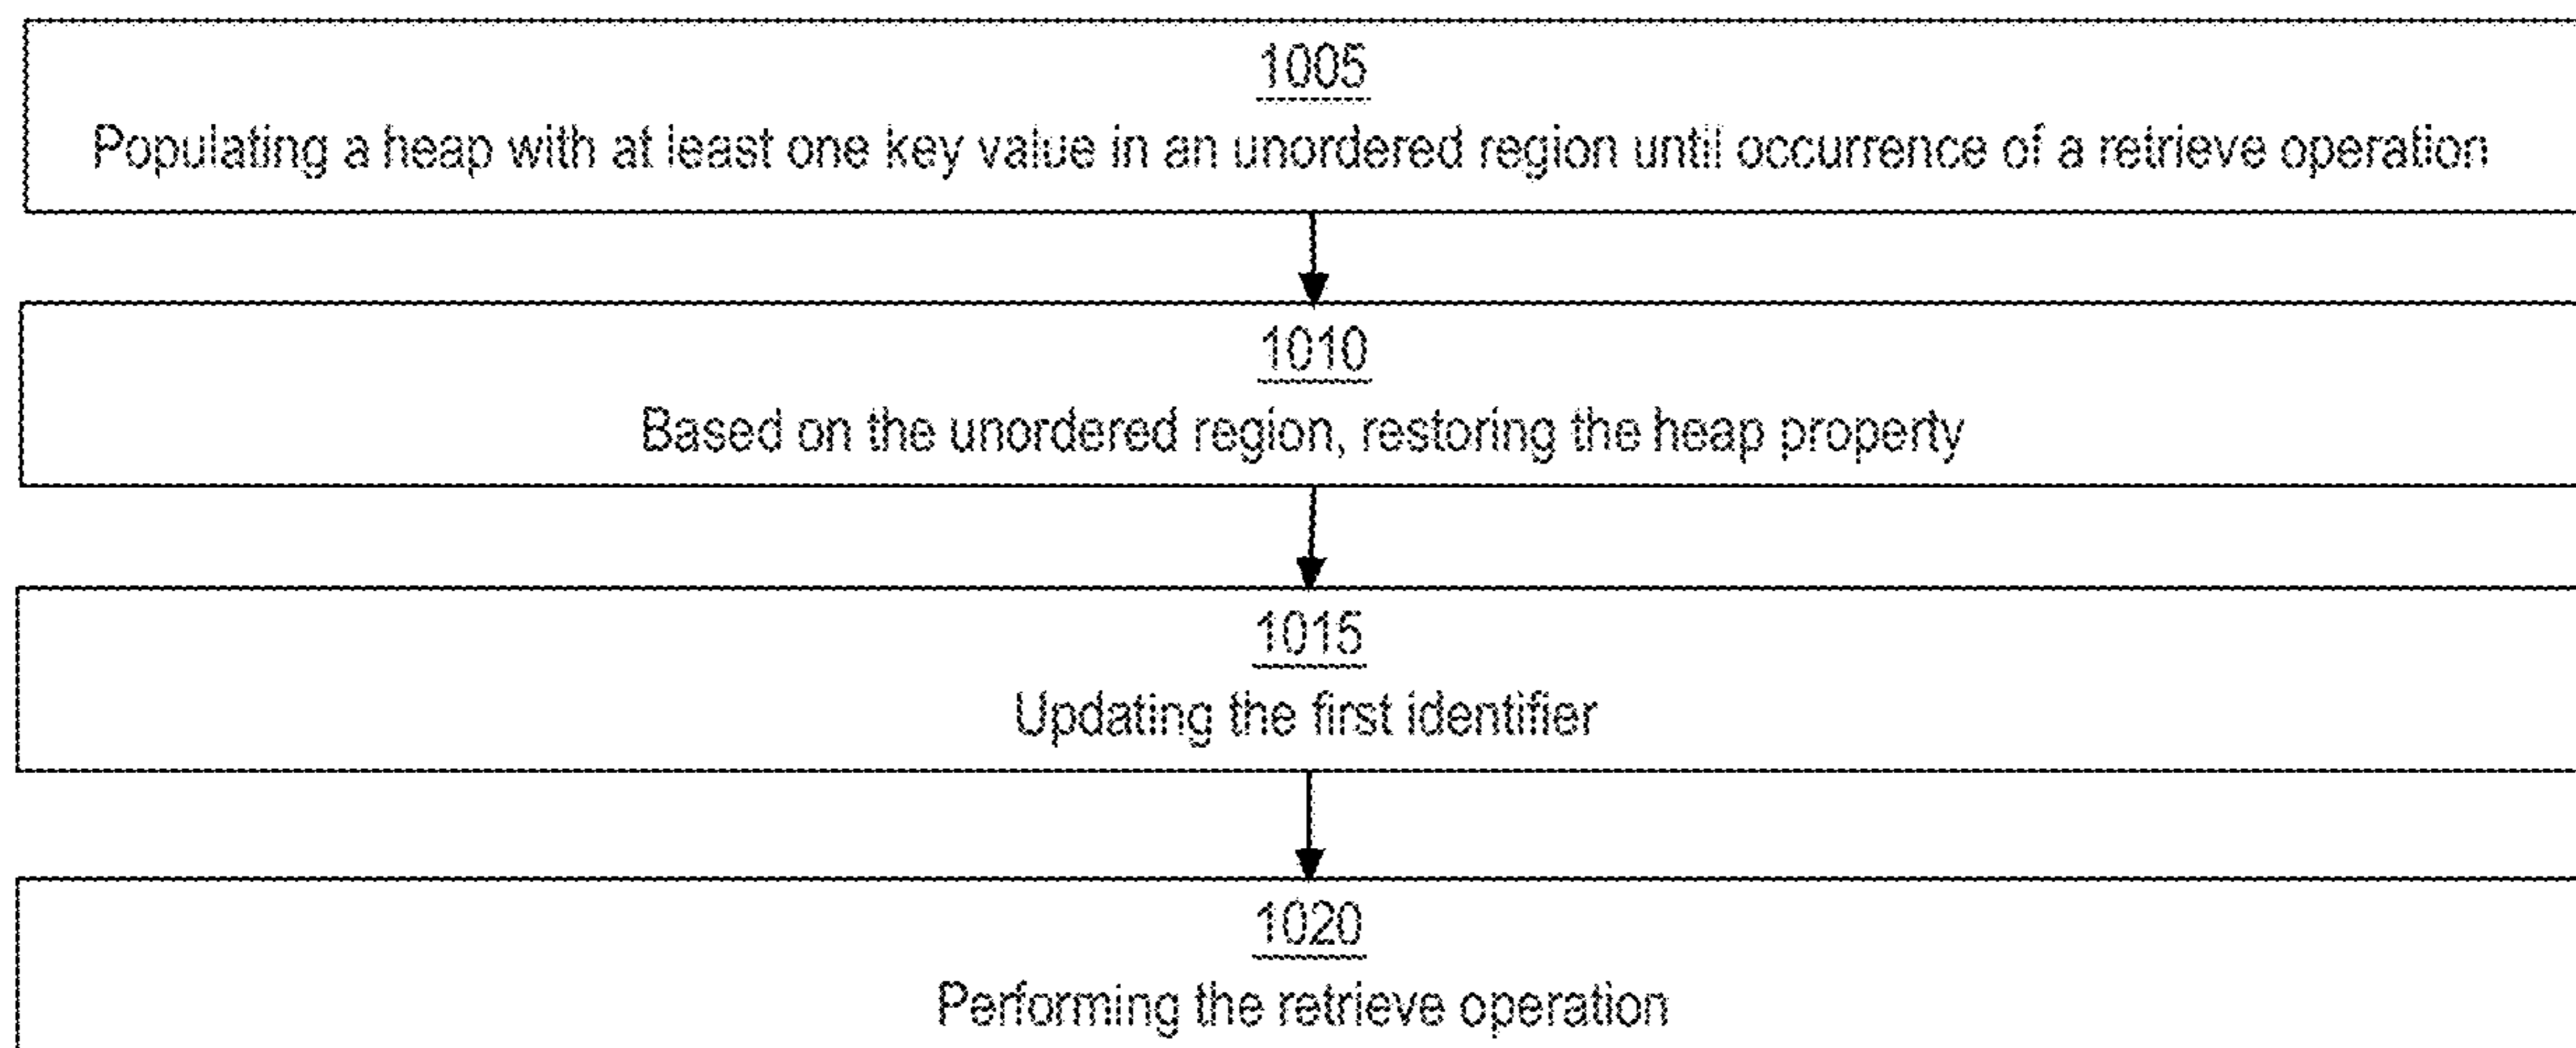 1005
Populating a heap with at least one key value in an unordered region until occurrence of a retrieve operation
1010
Based on the unordered region, restoring the heap property
1015
Updating the first identifier
1020
Performing the retrieve operation